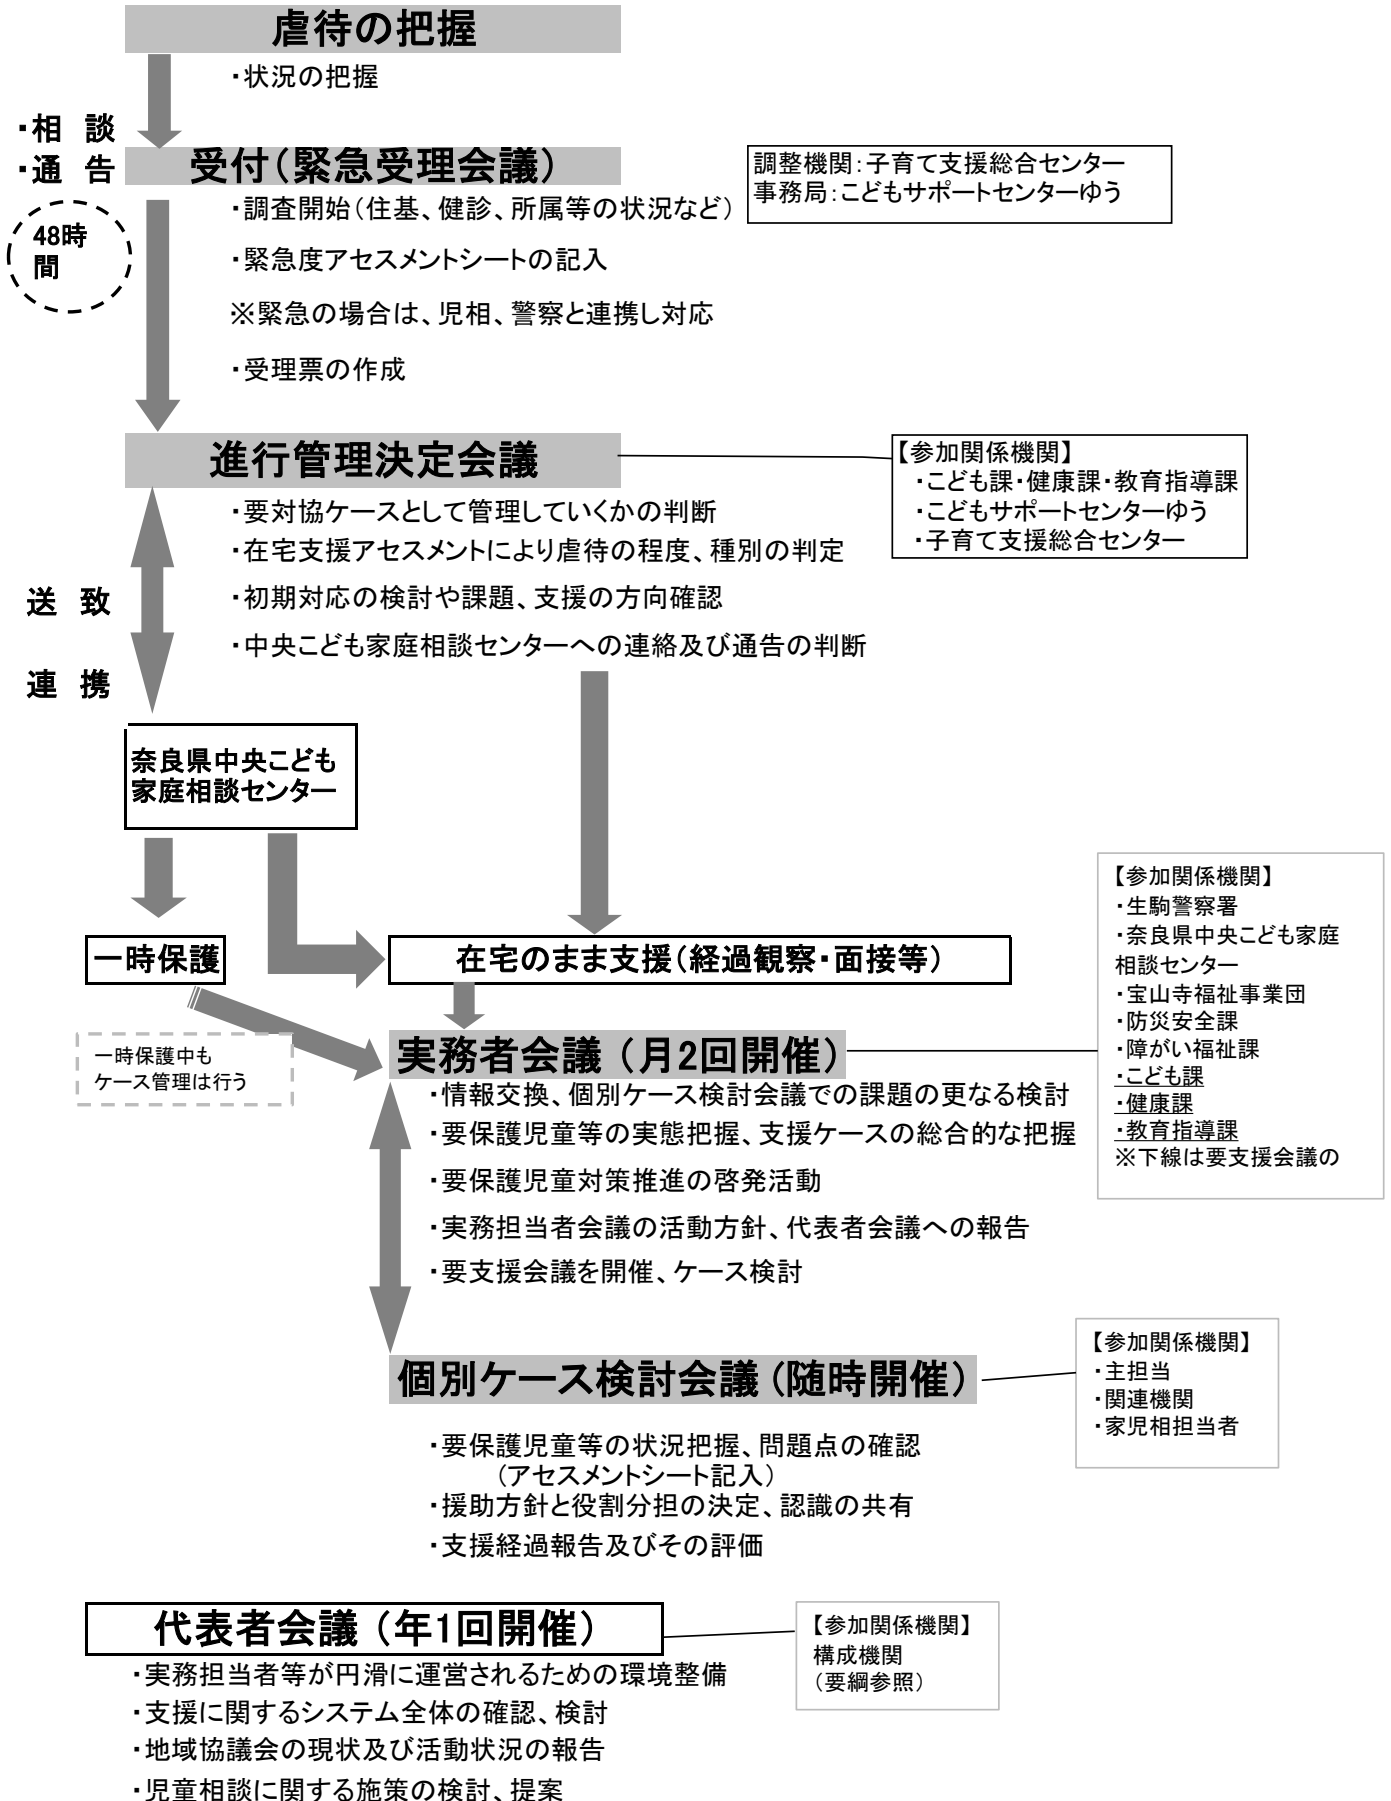 虐待の把握
・状況の把握
・相　談
・通　告
受付（緊急受理会議）
調整機関：子育て支援総合センター
事務局：こどもサポートセンターゆう
48時
間
・調査開始（住基、健診、所属等の状況など）
・緊急度アセスメントシートの記入
※緊急の場合は、児相、警察と連携し対応
・受理票の作成
進行管理決定会議
【参加関係機関】
・こども課・健康課・教育指導課
・こどもサポートセンターゆう
・子育て支援総合センター
・要対協ケースとして管理していくかの判断
・在宅支援アセスメントにより虐待の程度、種別の判定
・初期対応の検討や課題、支援の方向確認
・中央こども家庭相談センターへの連絡及び通告の判断
送　致
連　携
奈良県中央こども
家庭相談センター
一時保護
在宅のまま支援（経過観察・面接等）
一時保護中も
ケース管理は行う
実務者会議（月2回開催）
【参加関係機関】
・生駒警察署
・奈良県中央こども家庭
相談センター
・宝山寺福祉事業団
・防災安全課
・障がい福祉課
・こども課
・健康課
・教育指導課
※下線は要支援会議の
・情報交換、個別ケース検討会議での課題の更なる検討
・要保護児童等の実態把握、支援ケースの総合的な把握
・要保護児童対策推進の啓発活動
・実務担当者会議の活動方針、代表者会議への報告
・要支援会議を開催、ケース検討
個別ケース検討会議（随時開催）
【参加関係機関】
・主担当
・関連機関
・家児相担当者
・要保護児童等の状況把握、問題点の確認
（アセスメントシート記入）
・援助方針と役割分担の決定、認識の共有
・支援経過報告及びその評価
代表者会議（年1回開催）
【参加関係機関】
構成機関
（要綱参照）
・実務担当者等が円滑に運営されるための環境整備
・支援に関するシステム全体の確認、検討
・地域協議会の現状及び活動状況の報告
・児童相談に関する施策の検討、提案